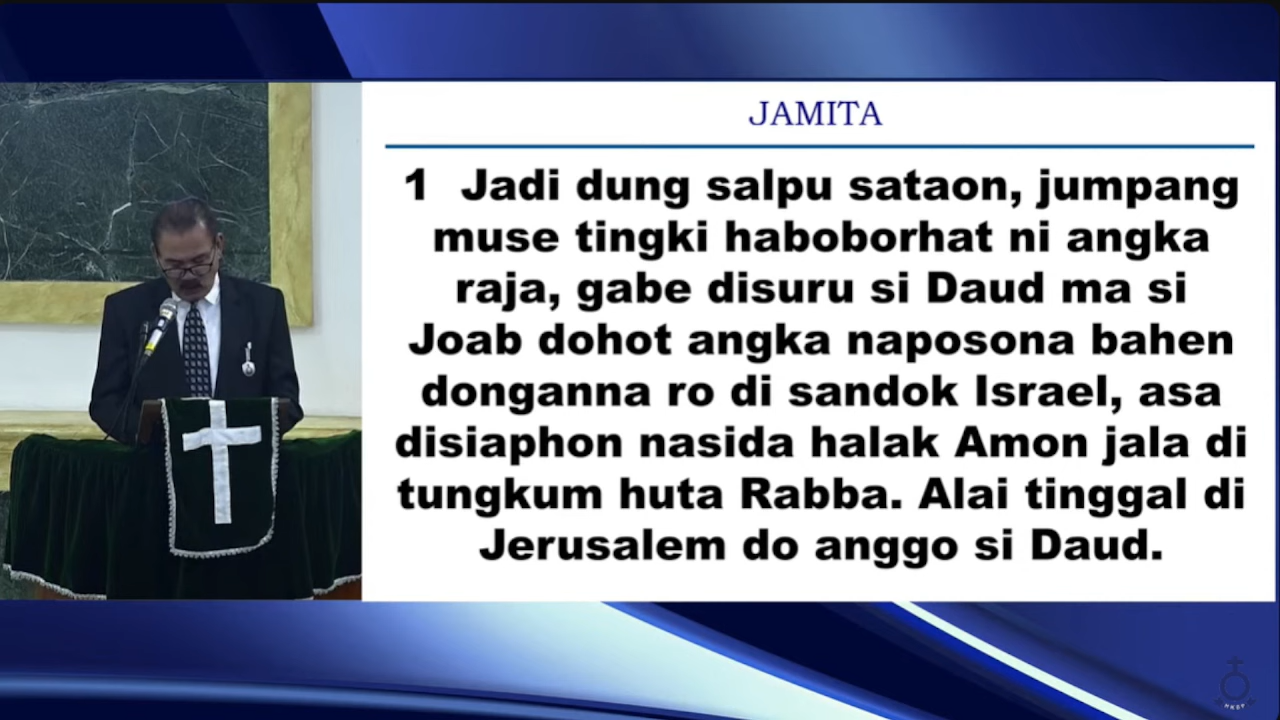 JAMITA
1 Jadi dung salpu sataon, jumpang
muse tingki haboborhat ni angka
raja, gabe disuru si Daud ma si
Joab dohot angka naposona bahen
donganna ro di sandok Israel, asa
disiaphon nasida halak Amon jala di
tungkum huta Rabba. Alai tinggal di
Jerusalem do anggo si Daud.
HKBP